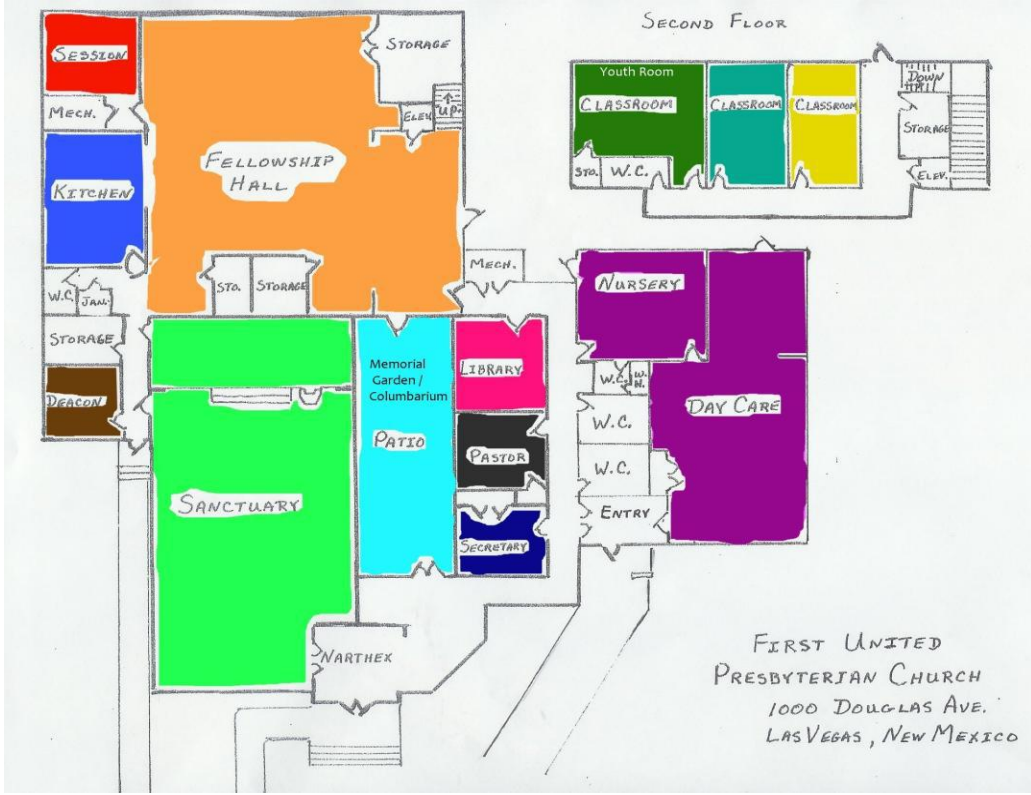 SECOND FLOOR
SESSION
STORAGE
MECH.
ELEV.
UP
FELLOWSHIP
HALL
KITCHEN
STO.
STORAGE
MECH.
W.C.
JAN.
STORAGE
DEACON
Memorial
Garden /
Columbarium
PATIO
LIBRARY
PASTOR
SECRETARY
SANCTUARY
NARTHEX
Youth Room
CLASSROOM
CLASSROOM
CLASSROOM
DOWN
HALL
STORAGE
STO.
W.C.
ELEV.
NURSERY
W.C.
W.H.
DAY CARE
W.C.
W.C.
ENTRY
FIRST UNITED
PRESBYTERIAN CHURCH
1000 DOUGLAS AVE.
LAS VEGAS, NEW MEXICO